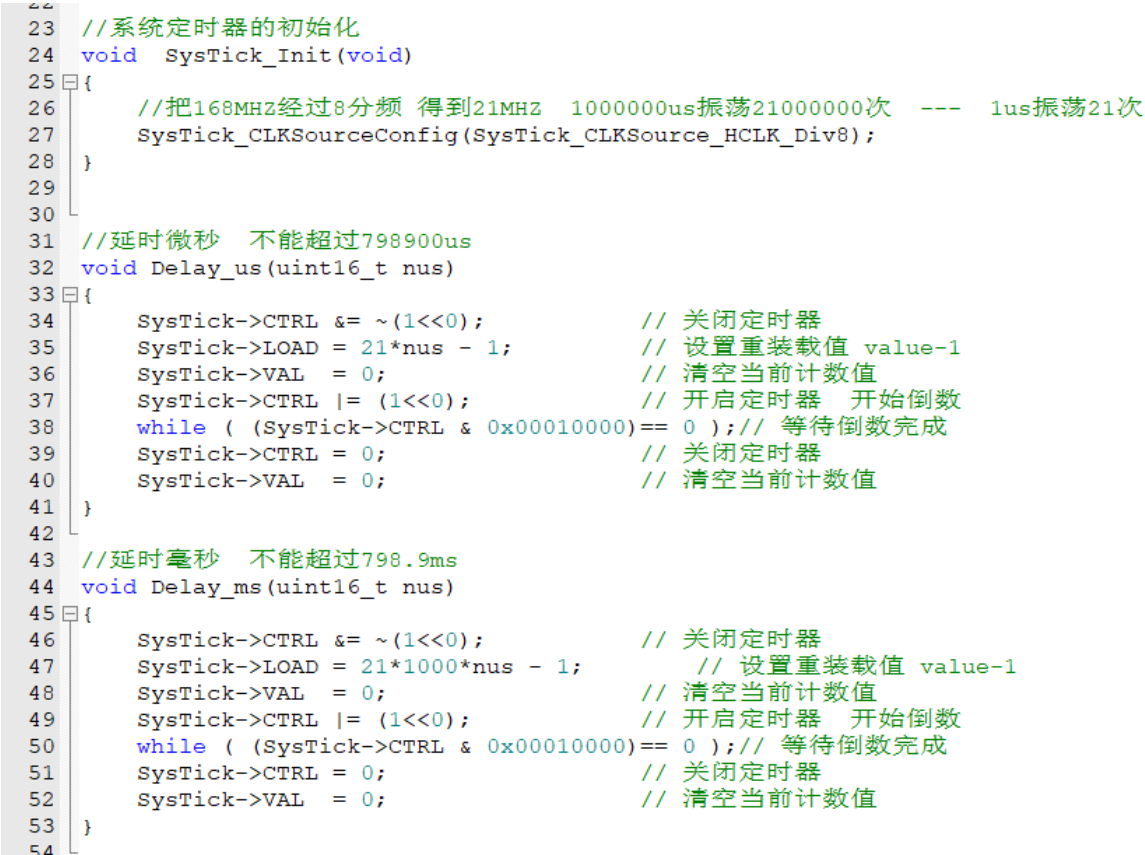 23 //系统定时器的初始化
24 void  SysTick_Init(void)
25 {
26     //把168MHZ经过8分频 得到21MHZ  1000000us振荡21000000次  ---  1us振荡21次
27     SysTick_CLKSourceConfig(SysTick_CLKSource_HCLK_Div8);
28 }
29
30
31 //延时微秒  不能超过798900us
32 void Delay_us(uint16_t nus)
33 {
34     SysTick->CTRL &= ~(1<<0);           // 关闭定时器
35     SysTick->LOAD = 21*nus - 1;         // 设置重装载值 value-1
36     SysTick->VAL  = 0;                  // 清空当前计数值
37     SysTick->CTRL |= (1<<0);            // 开启定时器  开始倒数
38     while ( (SysTick->CTRL & 0x00010000)== 0 );// 等待倒数完成
39     SysTick->CTRL = 0;                  // 关闭定时器
40     SysTick->VAL  = 0;                  // 清空当前计数值
41 }
42
43 //延时毫秒  不能超过798.9ms
44 void Delay_ms(uint16_t nus)
45 {
46     SysTick->CTRL &= ~(1<<0);           // 关闭定时器
47     SysTick->LOAD = 21*1000*nus - 1;        // 设置重装载值 value-1
48     SysTick->VAL  = 0;                  // 清空当前计数值
49     SysTick->CTRL |= (1<<0);            // 开启定时器  开始倒数
50     while ( (SysTick->CTRL & 0x00010000)== 0 );// 等待倒数完成
51     SysTick->CTRL = 0;                  // 关闭定时器
52     SysTick->VAL  = 0;                  // 清空当前计数值
53 }
54